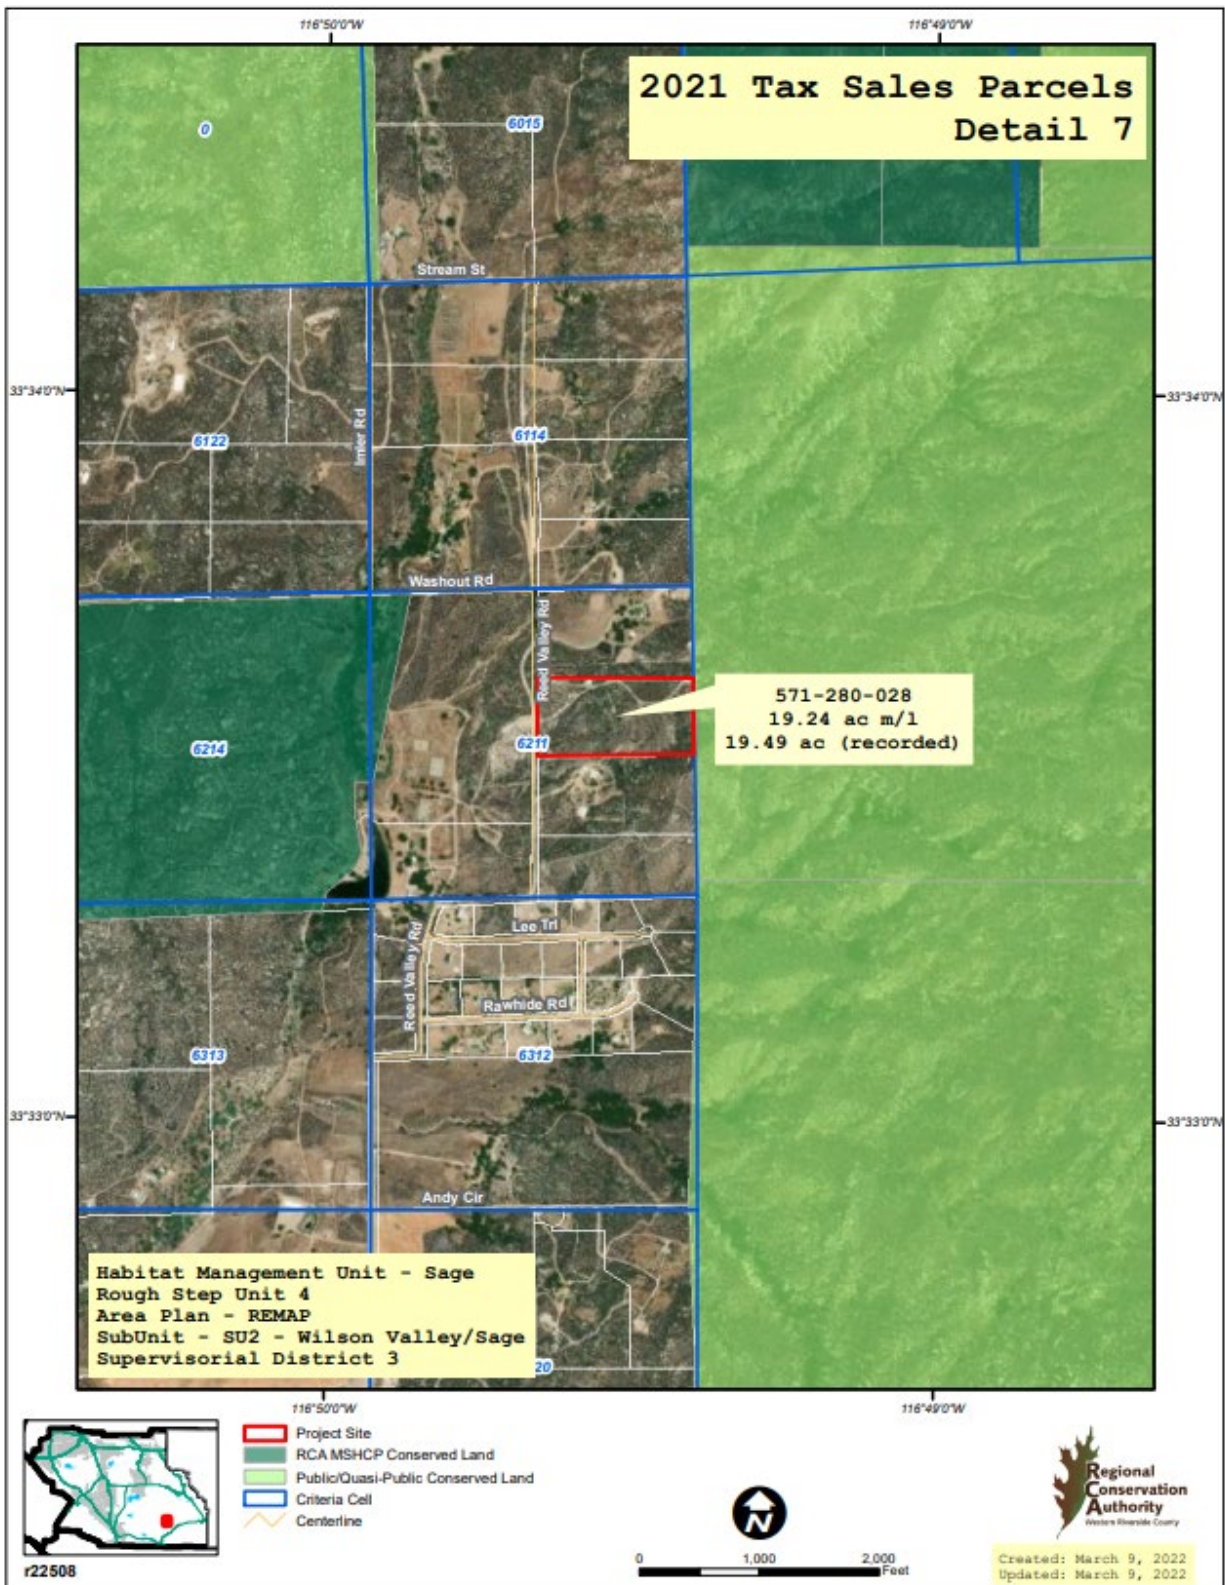 116°50'0"W
116°49'0"W
2021 Tax Sales Parcels
Detail 7
0
6015
Stream St
33°34'0"N
33°34'0"N
Imler Rd
6122
6114
Washout Rd
Reed Valley Rd
571-280-028
19.24 ac m/l
19.49 ac (recorded)
6214
6211
Lee Trl
Reed Valley Rd
Rawhide Rd
6313
6312
33°33'0"N
33°33'0"N
Andy Cir
Habitat Management Unit - Sage
Rough Step Unit 4
Area Plan - REMAP
SubUnit - SU2 - Wilson Valley/Sage
Supervisorial District 3
20
116°50'0"W
116°49'0"W
Project Site
RCA MSHCP Conserved Land
Public/Quasi-Public Conserved Land
Criteria Cell
Centerline
r22508
N
0 1,000 2,000
Feet
Regional
Conservation
Authority
Western Riverside County
Created: March 9, 2022
Updated: March 9, 2022